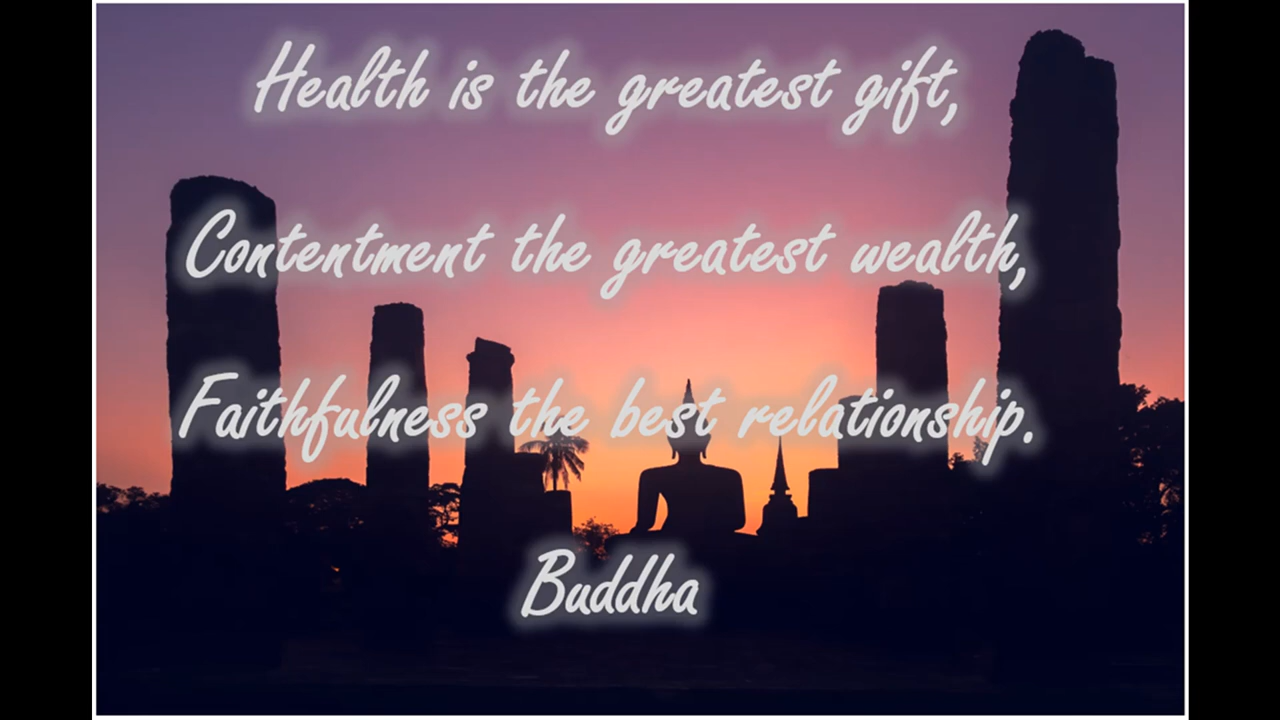 Health is the greatest gift,
Contentment the greatest wealth,
Faithfulness the best relationship.
Buddha